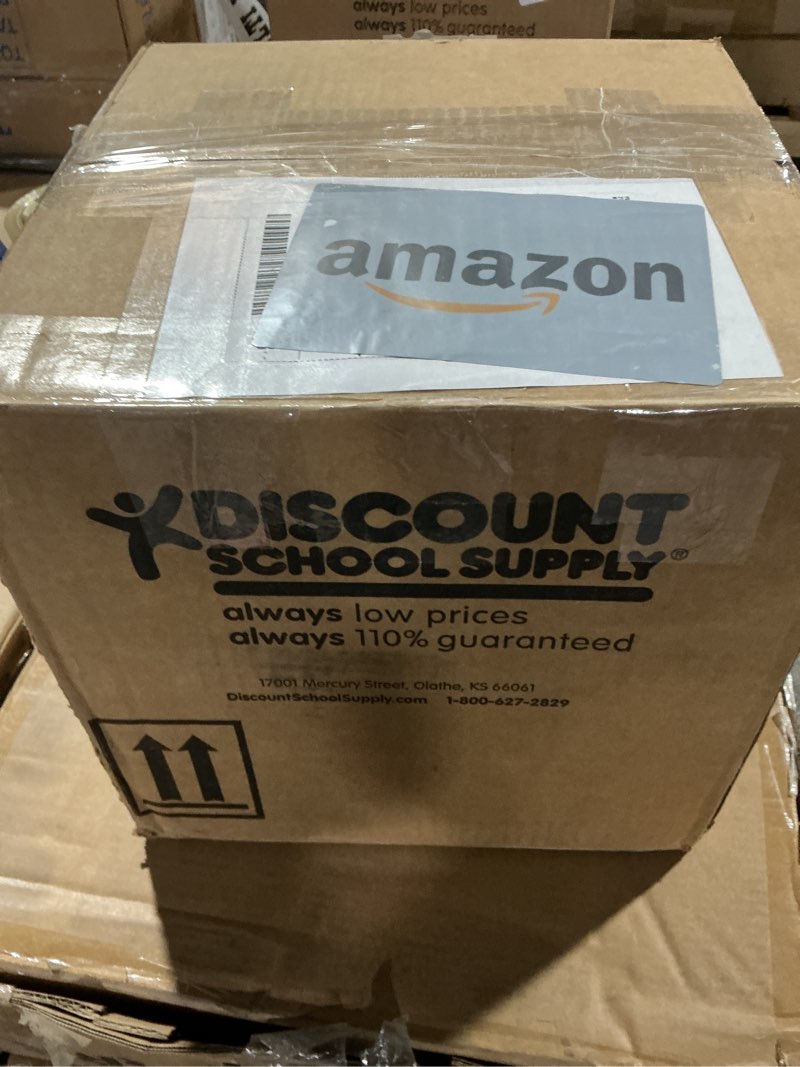 always low prices
always 110% guaranteed
amazon
DISCOUNT
SCHOOL SUPPLY®
always low prices
always 110% guaranteed
17001 Mercury Street, Olathe, KS 66061
DiscountSchoolSupply.com 1-800-627-2829